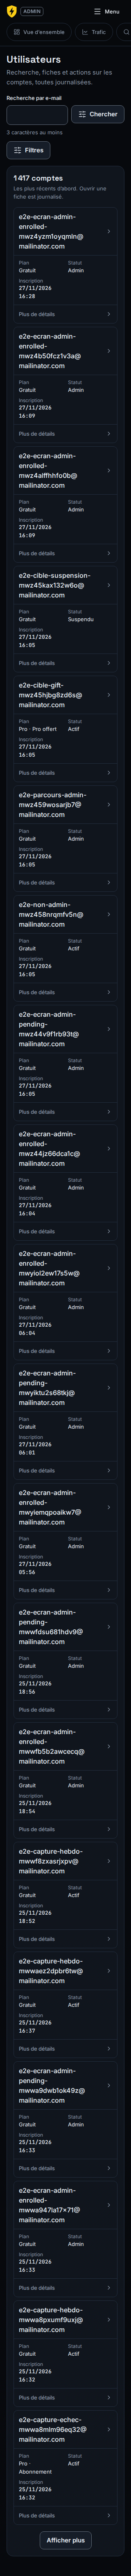 ADMIN
Menu
Vue d'ensemble
Trafic
Utilisateurs
Recherche, fiches et actions sur les
comptes, toutes journalisées.
Recherche par e-mail
Chercher
3 caractères au moins
Filtres
1 417 comptes
Les plus récents d'abord. Ouvrir une
fiche est journalisé.
e2e-ecran-admin-
enrolled-
mwz4yzm1oyqmln@
mailinator.com
Plan
Statut
Gratuit
Admin
Inscription
27/11/2026
16:28
Plus de détails
e2e-ecran-admin-
enrolled-
mwz4b50fcz1v3a@
mailinator.com
Plan
Statut
Gratuit
Admin
Inscription
27/11/2026
16:09
Plus de détails
e2e-ecran-admin-
enrolled-
mwz4alffhhfo0b@
mailinator.com
Plan
Statut
Gratuit
Admin
Inscription
27/11/2026
16:09
Plus de détails
e2e-cible-suspension-
mwz45kax132w6o@
mailinator.com
Plan
Statut
Gratuit
Suspendu
Inscription
27/11/2026
16:05
Plus de détails
e2e-cible-gift-
mwz45hjbg8zd6s@
mailinator.com
Plan
Statut
Pro · Pro offert
Actif
Inscription
27/11/2026
16:05
Plus de détails
e2e-parcours-admin-
mwz459wosarjb7@
mailinator.com
Plan
Statut
Gratuit
Admin
Inscription
27/11/2026
16:05
Plus de détails
e2e-non-admin-
mwz458nrqmfv5n@
mailinator.com
Plan
Statut
Gratuit
Actif
Inscription
27/11/2026
16:05
Plus de détails
e2e-ecran-admin-
pending-
mwz44v9f1rb93t@
mailinator.com
Plan
Statut
Gratuit
Admin
Inscription
27/11/2026
16:05
Plus de détails
e2e-ecran-admin-
enrolled-
mwz44jz66dca1c@
mailinator.com
Plan
Statut
Gratuit
Admin
Inscription
27/11/2026
16:04
Plus de détails
e2e-ecran-admin-
enrolled-
mwyiol2ew17s5w@
mailinator.com
Plan
Statut
Gratuit
Admin
Inscription
27/11/2026
06:04
Plus de détails
e2e-ecran-admin-
pending-
mwyiktu2s68tkj@
mailinator.com
Plan
Statut
Gratuit
Admin
Inscription
27/11/2026
06:01
Plus de détails
e2e-ecran-admin-
enrolled-
mwyiemqpoaikw7@
mailinator.com
Plan
Statut
Gratuit
Admin
Inscription
27/11/2026
05:56
Plus de détails
e2e-ecran-admin-
pending-
mwwfdsu681hdv9@
mailinator.com
Plan
Statut
Gratuit
Admin
Inscription
25/11/2026
18:56
Plus de détails
e2e-ecran-admin-
enrolled-
mwwfb5b2awcecq@
mailinator.com
Plan
Statut
Gratuit
Admin
Inscription
25/11/2026
18:54
Plus de détails
e2e-capture-hebdo-
mwwf8zxasrjxpv@
mailinator.com
Plan
Statut
Gratuit
Actif
Inscription
25/11/2026
18:52
Plus de détails
e2e-capture-hebdo-
mwwaez2dpbr6tw@
mailinator.com
Plan
Statut
Gratuit
Actif
Inscription
25/11/2026
16:37
Plus de détails
e2e-ecran-admin-
pending-
mwwa9dwb1ok49z@
mailinator.com
Plan
Statut
Gratuit
Admin
Inscription
25/11/2026
16:33
Plus de détails
e2e-ecran-admin-
enrolled-
mwwa947la17x71@
mailinator.com
Plan
Statut
Gratuit
Admin
Inscription
25/11/2026
16:33
Plus de détails
e2e-capture-hebdo-
mwwa8pxumf9uxj@
mailinator.com
Plan
Statut
Gratuit
Actif
Inscription
25/11/2026
16:32
Plus de détails
e2e-capture-echec-
mwwa8mlm96eq32@
mailinator.com
Plan
Statut
Pro ·
Abonnement
Actif
Inscription
25/11/2026
16:32
Plus de détails
Afficher plus